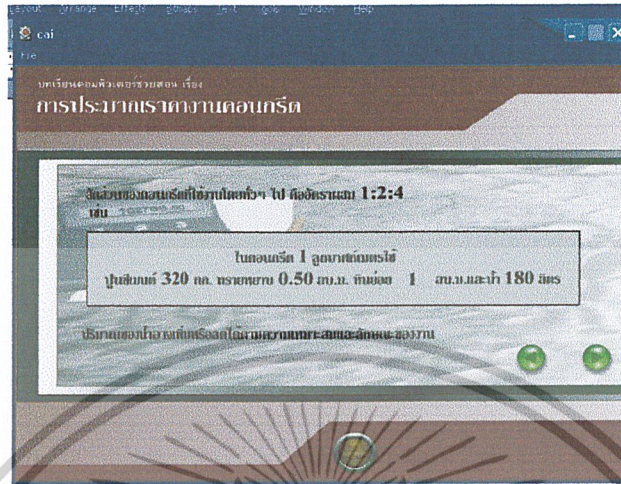 Layout Arrange Effects Bitmaps Text Tools Window Help
cai
File
บทเรียนคอมพิวเตอร์ช่วยสอน เรื่อง
การประมาณราคางานคอนกรีต
อัตราส่วนของคอนกรีตที่ใช้งานโดยทั่วๆ ไป คืออัตราผสม 1:2:4
เช่น
ในคอนกรีต 1 ลูกบาศก์เมตรใช้
ปูนซีเมนต์ 320 กก. ทรายหยาบ 0.50 ลบ.ม. หินย่อย 1 ลบ.ม.และน้ำ 180 ลิตร
ปริมาณของน้ำอาจเพิ่มหรือลดได้ตามความเหมาะสมและลักษณะของงาน